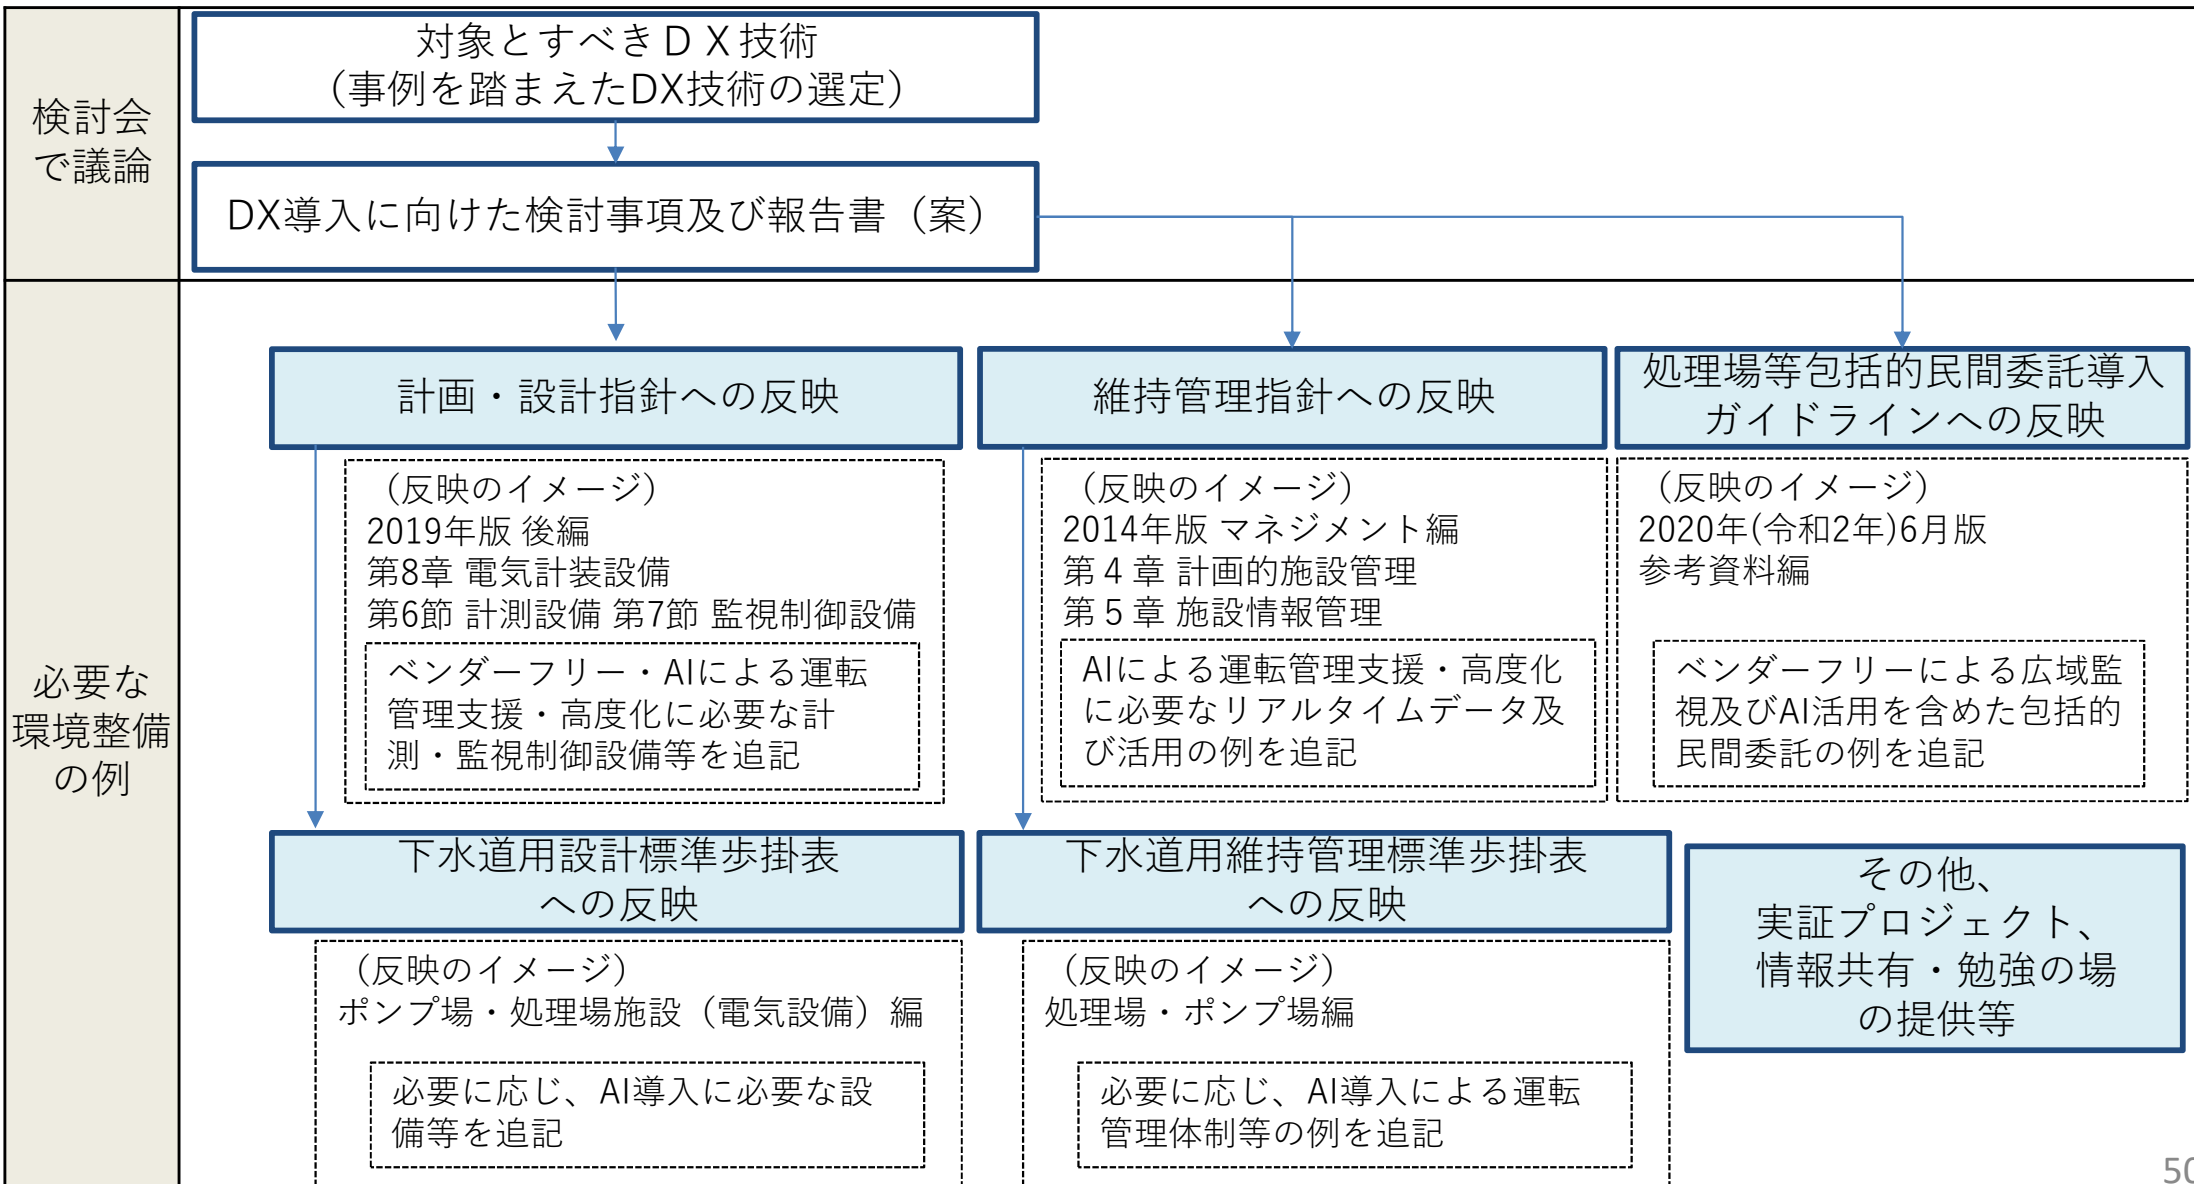 検討会
で議論
対象とすべきＤＸ技術
（事例を踏まえたDX技術の選定）
DX導入に向けた検討事項及び報告書（案）
必要な
環境整備
の例
計画・設計指針への反映
（反映のイメージ）
2019年版 後編
第8章 電気計装設備
第6節 計測設備 第7節 監視制御設備
ベンダーフリー・AIによる運転
管理支援・高度化に必要な計
測・監視制御設備等を追記
維持管理指針への反映
（反映のイメージ）
2014年版 マネジメント編
第４章 計画的施設管理
第５章 施設情報管理
AIによる運転管理支援・高度化
に必要なリアルタイムデータ及
び活用の例を追記
処理場等包括的民間委託導入
ガイドラインへの反映
（反映のイメージ）
2020年(令和2年)6月版
参考資料編
ベンダーフリーによる広域監
視及びAI活用を含めた包括的
民間委託の例を追記
下水道用設計標準歩掛表
への反映
（反映のイメージ）
ポンプ場・処理場施設（電気設備）編
必要に応じ、AI導入に必要な設
備等を追記
下水道用維持管理標準歩掛表
への反映
（反映のイメージ）
処理場・ポンプ場編
必要に応じ、AI導入による運転
管理体制等の例を追記
その他、
実証プロジェクト、
情報共有・勉強の場
の提供等
50